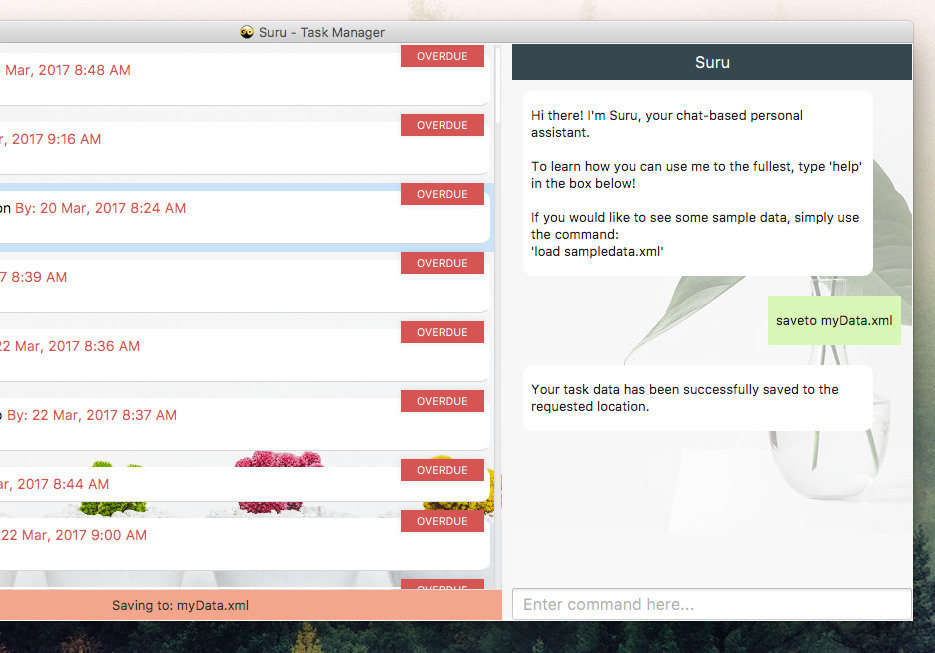 Suru - Task Manager
OVERDUE
Mar, 2017 8:48 AM
OVERDUE
r, 2017 9:16 AM
OVERDUE
on By: 20 Mar, 2017 8:24 AM
OVERDUE
7 8:39 AM
OVERDUE
22 Mar, 2017 8:36 AM
OVERDUE
By: 22 Mar, 2017 8:37 AM
OVERDUE
ar, 2017 8:44 AM
OVERDUE
22 Mar, 2017 9:00 AM
OVERDUE
Saving to: myData.xml
Suru
Hi there! I'm Suru, your chat-based personal
assistant.
To learn how you can use me to the fullest, type 'help'
in the box below!
If you would like to see some sample data, simply use
the command:
'load sampledata.xml'
saveto myData.xml
Your task data has been successfully saved to the
requested location.
Enter command here...